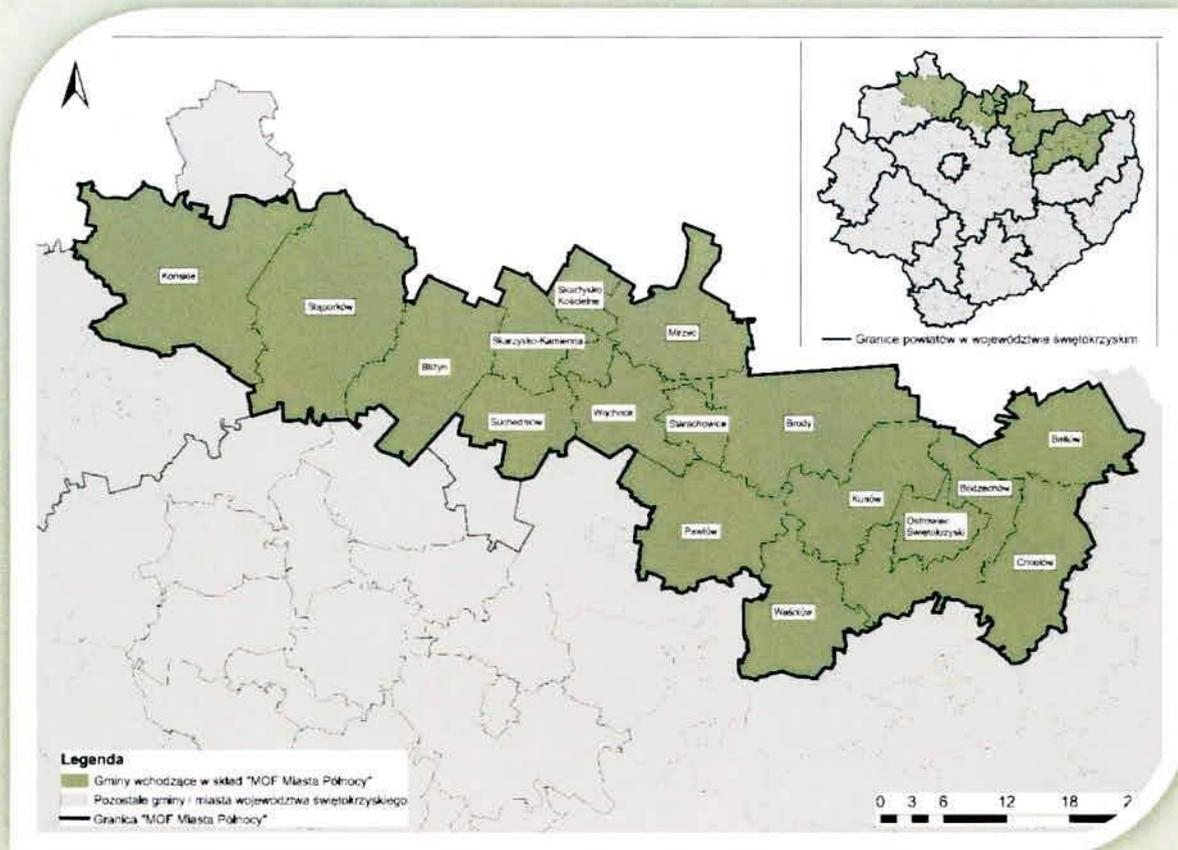 Granice powiatów w województwie świętokrzyskim
Końskie
Stąporków
Bliżyn
Skarżysko
Kościelne
Skarżysko-Kamienna
Mirzec
Suchedniów
Wąchock
Starachowice
Brody
Bałtów
Bodzechów
Kunów
Ostrowiec
Świętokrzyski
Pawłów
Ćmielów
Waśniów
Legenda
Gminy wchodzące w skład "MOF Miasta Północy"
Pozostałe gminy i miasta województwa świętokrzyskiego
Granica "MOF Miasta Północy"
0 3 6 12 18 2